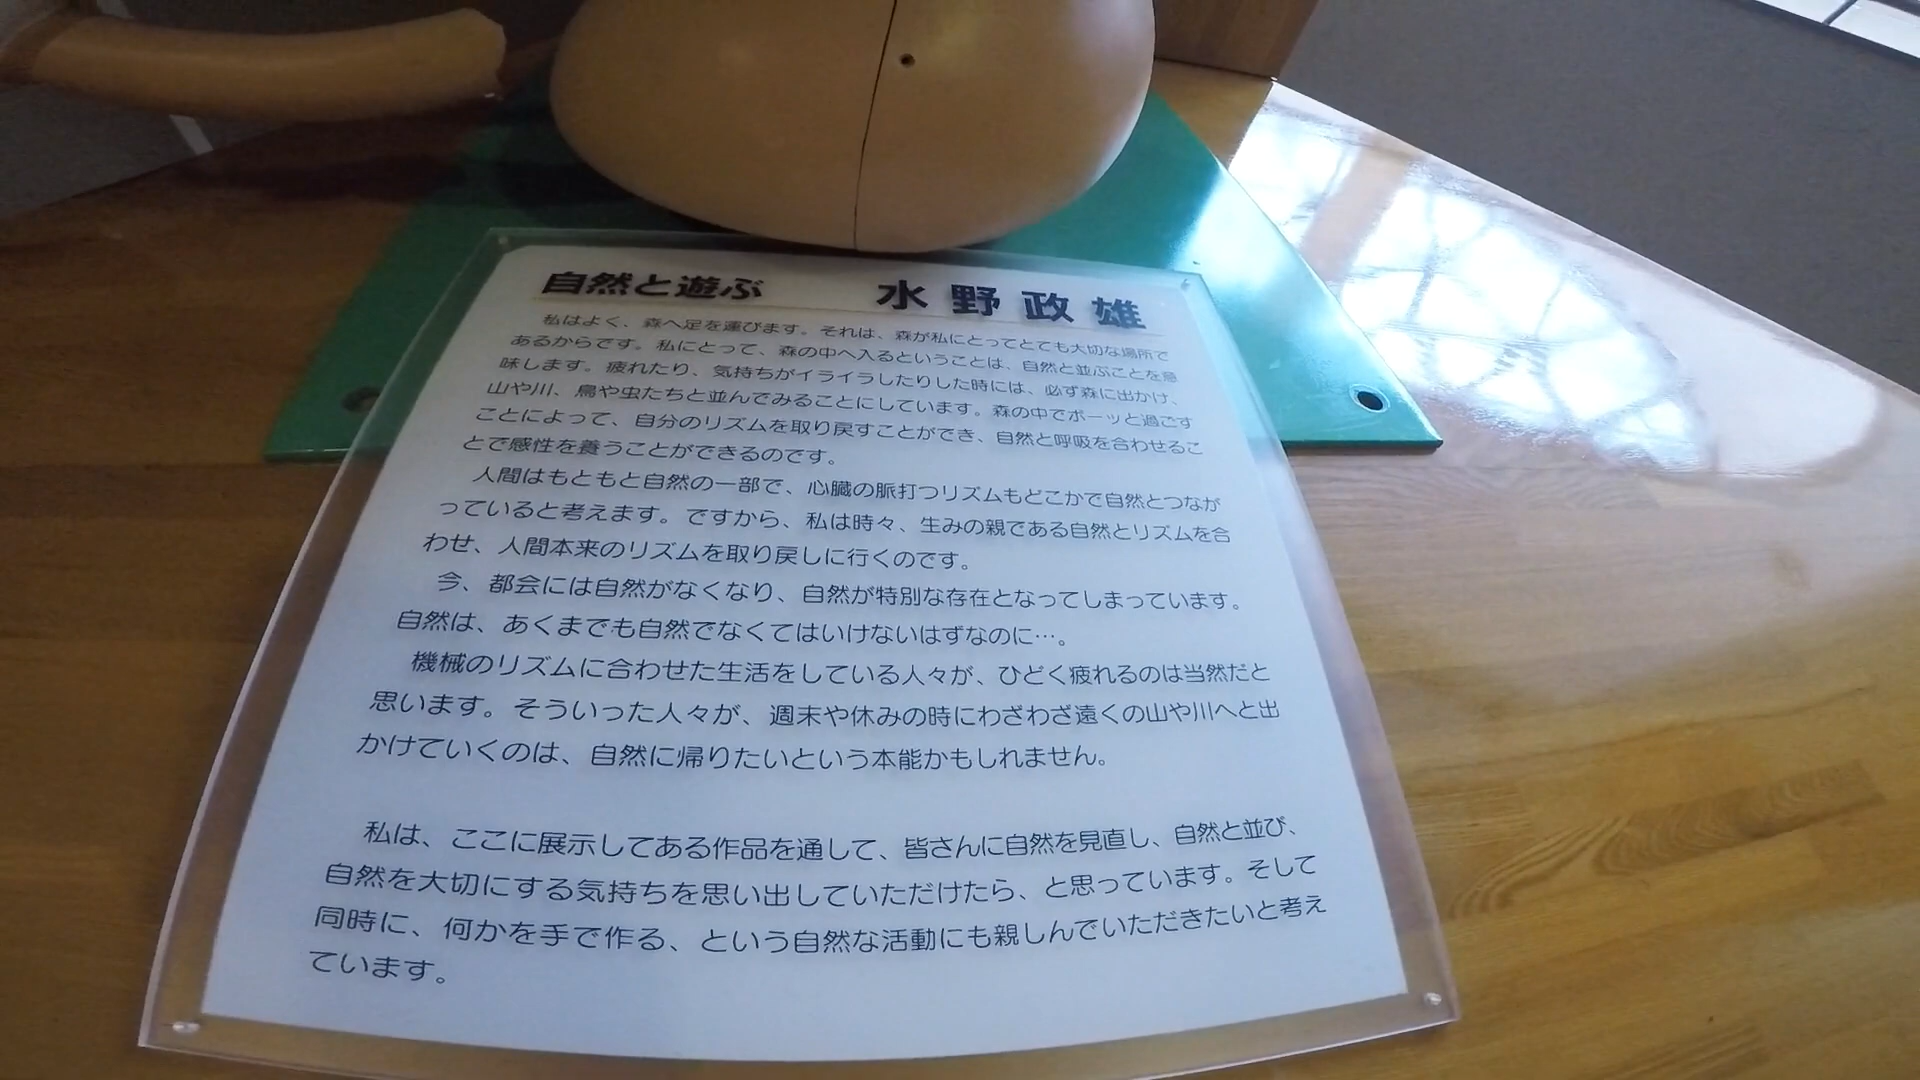 自然と遊ぶ　水野政雄
私はよく、森へ足を運びます。それは、森が私にとってとても大切な場所で
あるからです。私にとって、森の中へ入るということは、自然と並ぶことを意
味します。疲れたり、気持ちがイライラしたりした時には、必ず森に出かけ、
山や川、鳥や虫たちと並んでみることにしています。森の中でボーッと過ごす
ことによって、自分のリズムを取り戻すことができ、自然と呼吸を合わせるこ
とで感性を養うことができるのです。
人間はもともと自然の一部で、心臓の脈打つリズムもどこかで自然とつなが
っていると考えます。ですから、私は時々、生みの親である自然とリズムを合
わせ、人間本来のリズムを取り戻しに行くのです。
今、都会には自然がなくなり、自然が特別な存在となってしまっています。
自然は、あくまでも自然でなくてはいけないはずなのに…。
機械のリズムに合わせた生活をしている人々が、ひどく疲れるのは当然だと
思います。そういった人々が、週末や休みの時にわざわざ遠くの山や川へと出
かけていくのは、自然に帰りたいという本能かもしれません。
私は、ここに展示してある作品を通して、皆さんに自然を見直し、自然と並び、
自然を大切にする気持ちを思い出していただけたら、と思っています。そして
同時に、何かを手で作る、という自然な活動にも親しんでいただきたいと考え
ています。